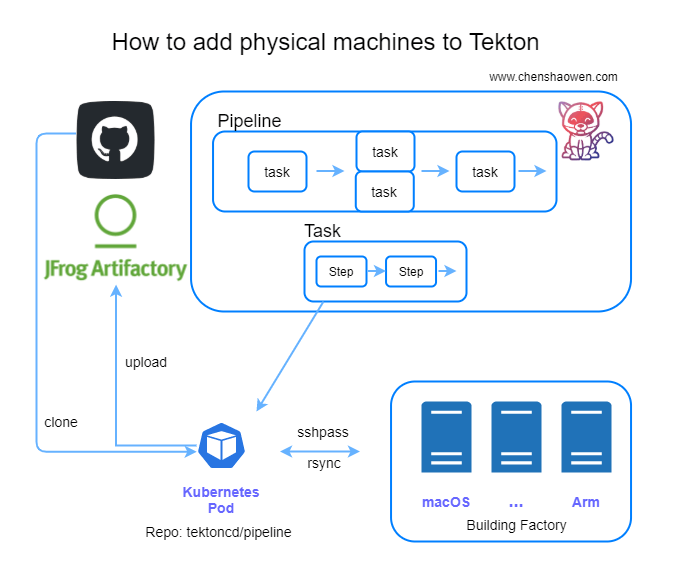 How to add physical machines to Tekton
www.chenshaowen.com
Pipeline
task
task
task
task
JFrog Artifactory
Task
Step
Step
upload
clone
sshpass
rsync
Kubernetes
Pod
Repo: tektoncd/pipeline
macOS
...
Arm
Building Factory